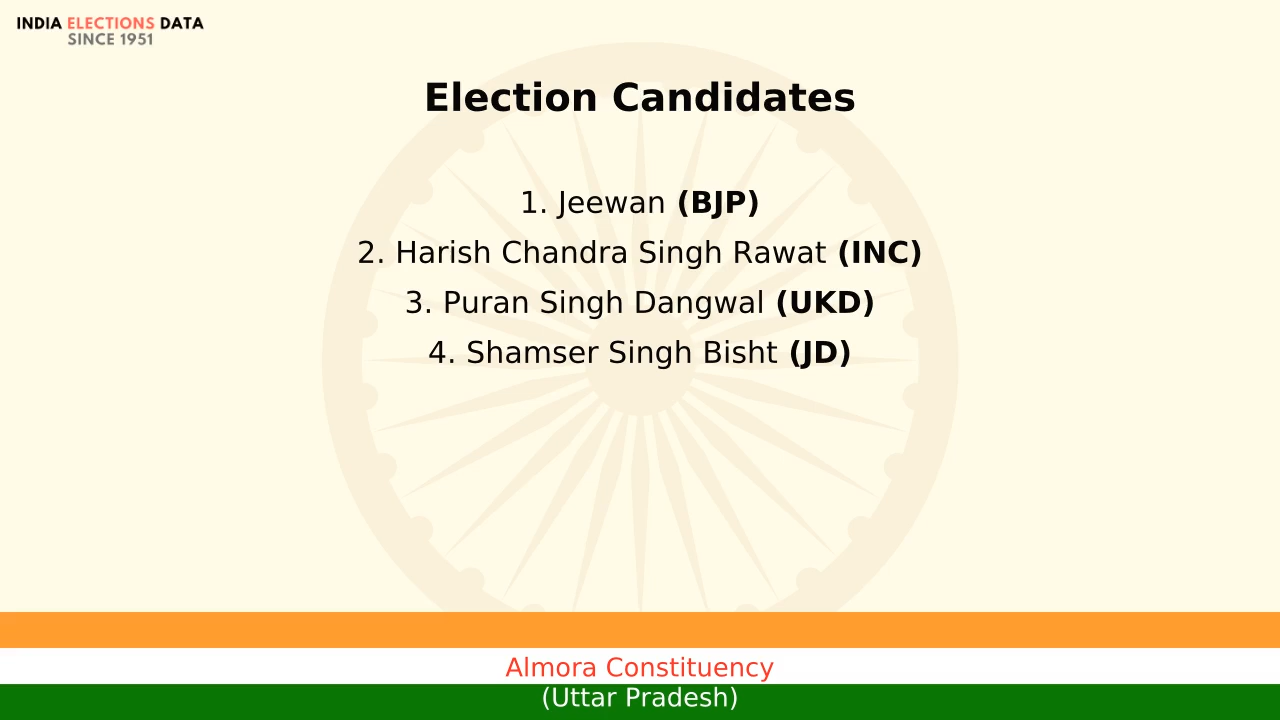 INDIA ELECTIONS DATA
SINCE 1951
Election Candidates
1. Jeewan (BJP)
2. Harish Chandra Singh Rawat (INC)
3. Puran Singh Dangwal (UKD)
4. Shamser Singh Bisht (JD)
Almora Constituency
(Uttar Pradesh)